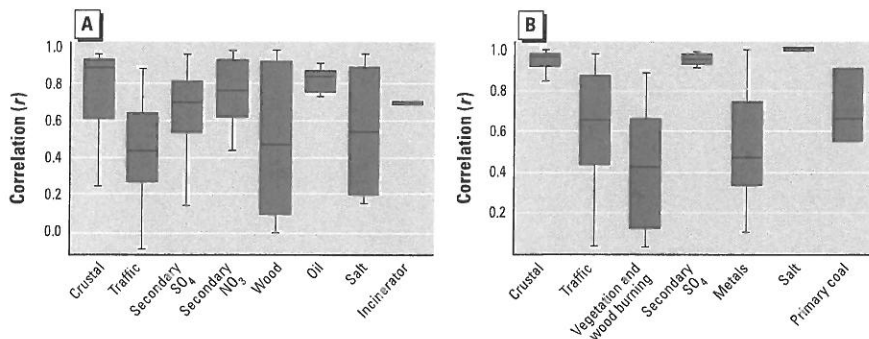 A
Correlation (r)
1.0
0.8
0.6
0.4
0.2
0.0
Crustal
Traffic
Secondary
SO4
Secondary
NO3
Wood
Oil
Salt
Incinerator
B
Correlation (r)
1.0
0.8
0.6
0.4
0.2
Crustal
Traffic
Vegetation and
wood burning
Secondary
SO4
Metals
Salt
Primary coal